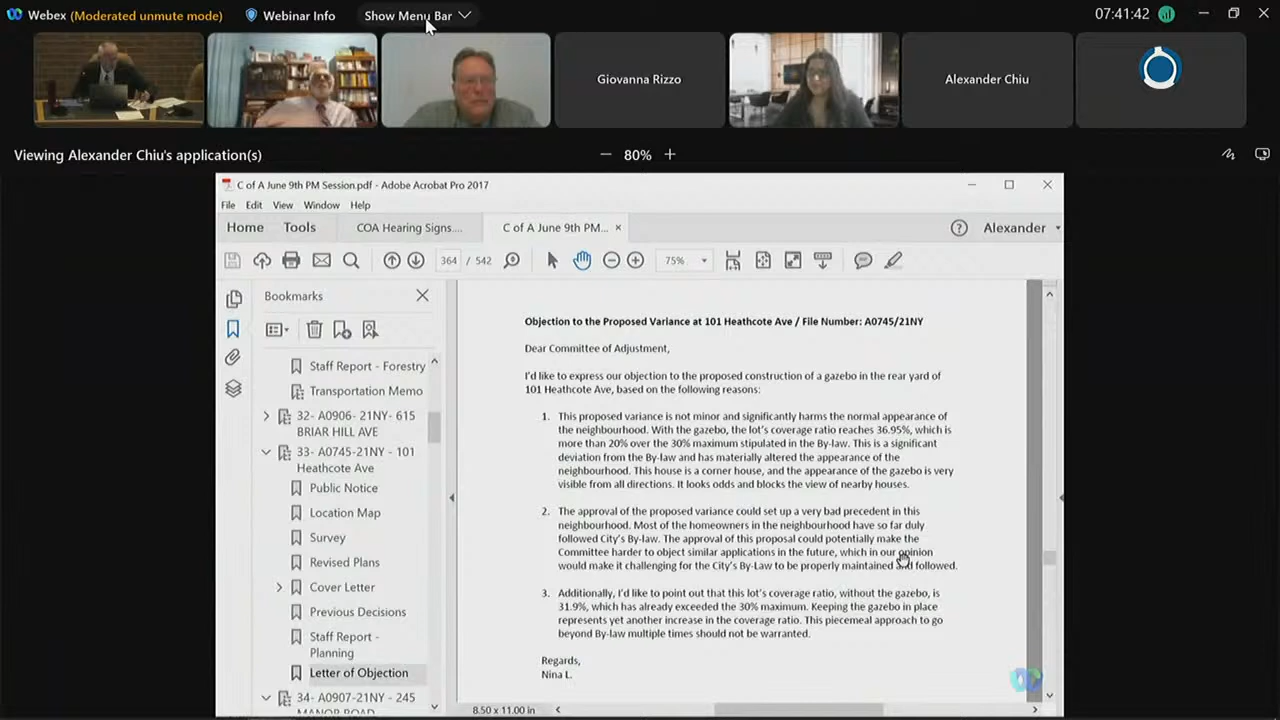 Webex (Moderated unmute mode) Webinar Info Show Menu Bar 07:41:42
Giovanna Rizzo
Alexander Chiu
Viewing Alexander Chiu's application(s)
80%
C of A June 9th PM Session.pdf - Adobe Acrobat Pro 2017
File Edit View Window Help
Home Tools COA Hearing Signs.... C of A June 9th PM... × Alexander
364 / 542 75%
Bookmarks
Staff Report - Forestry
Transportation Memo
32- A0906- 21NY- 615
BRIAR HILL AVE
33- A0745-21NY - 101
Heathcote Ave
Public Notice
Location Map
Survey
Revised Plans
Cover Letter
Previous Decisions
Staff Report -
Planning
Letter of Objection
34- A0907-21NY - 245
MANOR ROAD
Objection to the Proposed Variance at 101 Heathcote Ave / File Number: A0745/21NY
Dear Committee of Adjustment,
I'd like to express our objection to the proposed construction of a gazebo in the rear yard of
101 Heathcote Ave, based on the following reasons:
1. This proposed variance is not minor and significantly harms the normal appearance of
the neighbourhood. With the gazebo, the lot's coverage ratio reaches 36.95%, which is
more than 20% over the 30% maximum stipulated in the By-law. This is a significant
deviation from the By-law and has materially altered the appearance of the
neighbourhood. This house is a corner house, and the appearance of the gazebo is very
visible from all directions. It looks odds and blocks the view of nearby houses.
2. The approval of the proposed variance could set up a very bad precedent in this
neighbourhood. Most of the homeowners in the neighbourhood have so far duly
followed City's By-law. The approval of this proposal could potentially make the
Committee harder to object similar applications in the future, which in our opinion
would make it challenging for the City's By-Law to be properly maintained and followed.
3. Additionally, I'd like to point out that this lot's coverage ratio, without the gazebo, is
31.9%, which has already exceeded the 30% maximum. Keeping the gazebo in place
represents yet another increase in the coverage ratio. This piecemeal approach to go
beyond By-law multiple times should not be warranted.
Regards,
Nina L.
8.50 x 11.00 in